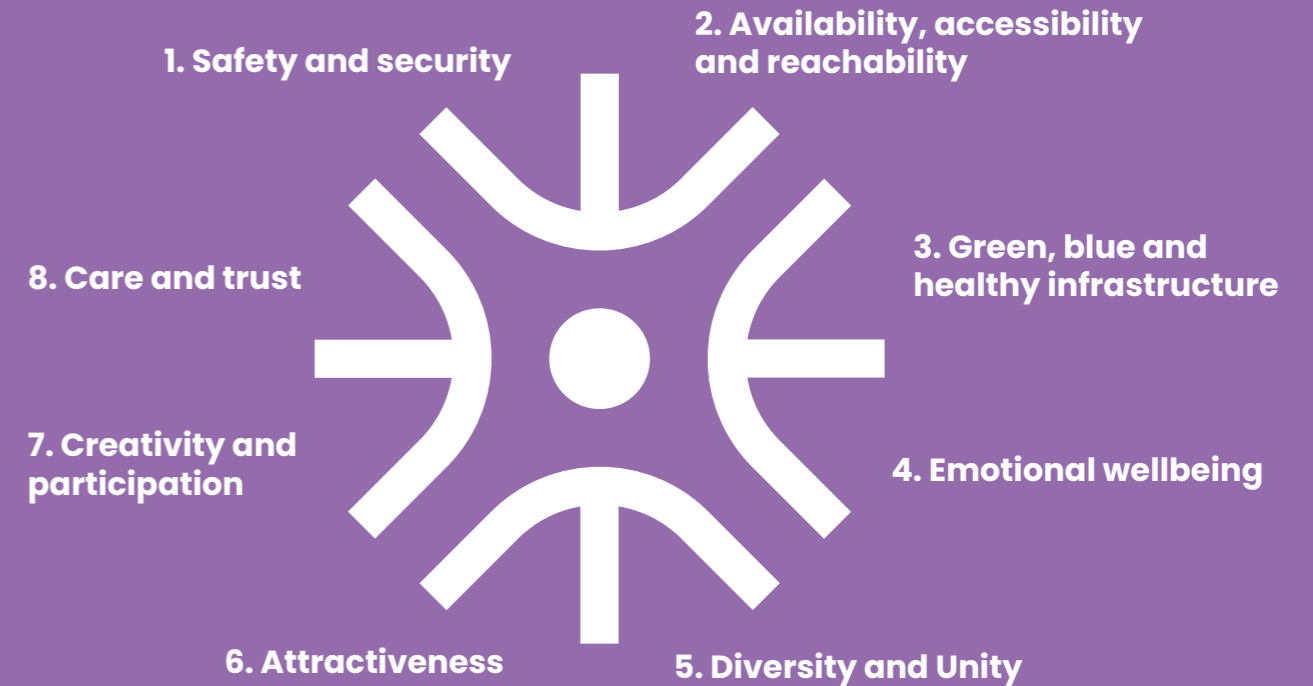 1. Safety and security
2. Availability, accessibility
and reachability
3. Green, blue and
healthy infrastructure
4. Emotional wellbeing
5. Diversity and Unity
6. Attractiveness
7. Creativity and
participation
8. Care and trust